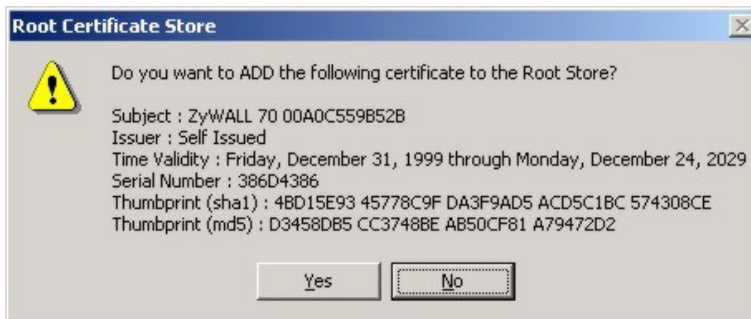 Root Certificate Store
Do you want to ADD the following certificate to the Root Store?
Subject : ZyWALL 70 00A0C559B52B
Issuer : Self Issued
Time Validity : Friday, December 31, 1999 through Monday, December 24, 2029
Serial Number : 386D4386
Thumbprint (sha1) : 4BD15E93 45778C9F DA3F9AD5 ACD5C1BC 574308CE
Thumbprint (md5) : D3458DB5 CC3748BE AB50CF81 A79472D2
Yes No